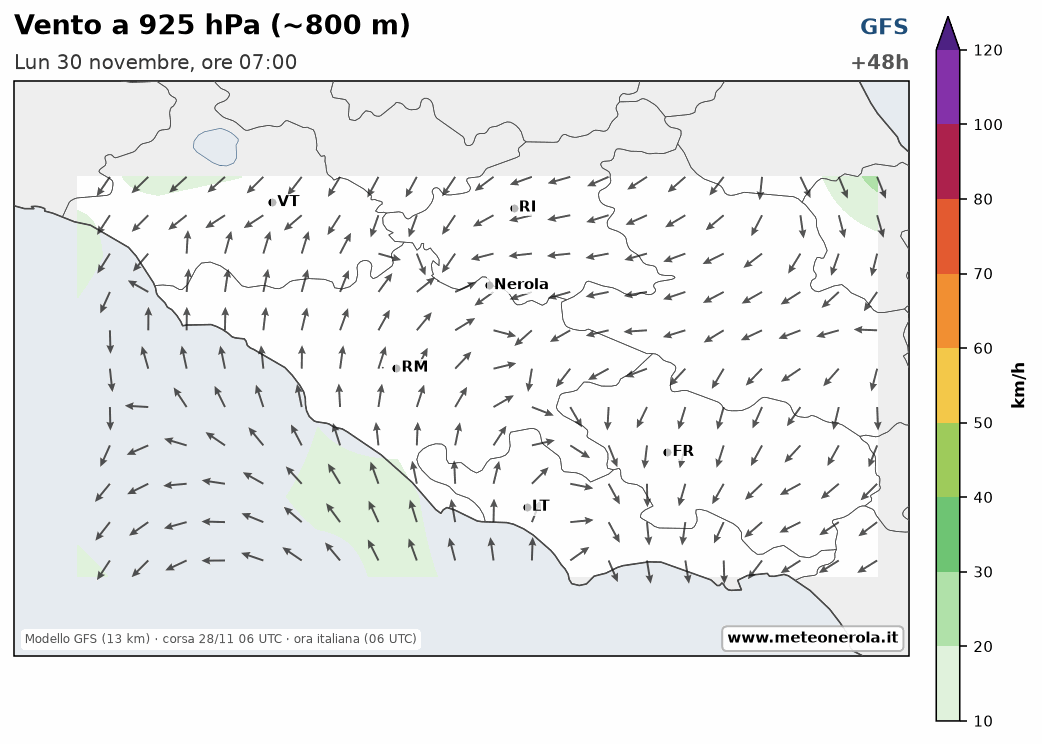 Vento a 925 hPa (~800 m)
GFS
Lun 30 novembre, ore 07:00
+48h
VT
RI
Nerola
RM
FR
LT
120
100
80
70
60
50
40
30
20
10
km/h
Modello GFS (13 km) · corsa 28/11 06 UTC · ora italiana (06 UTC)
www.meteonerola.it